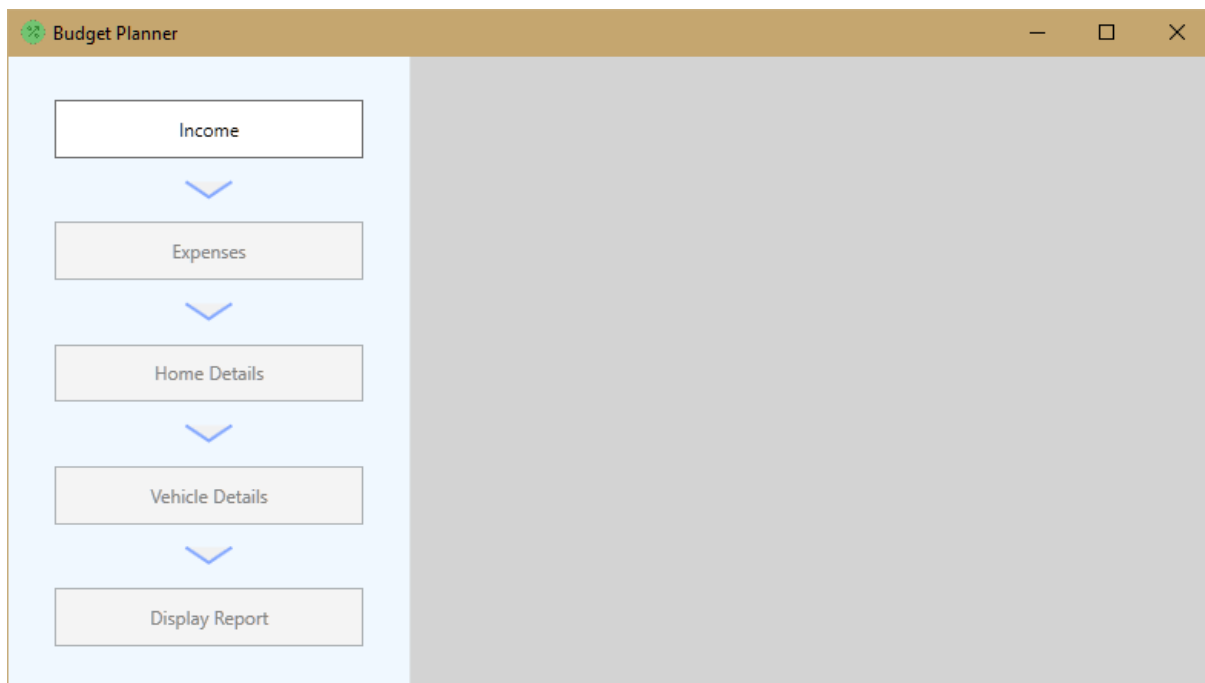 Budget Planner
Income
Expenses
Home Details
Vehicle Details
Display Report